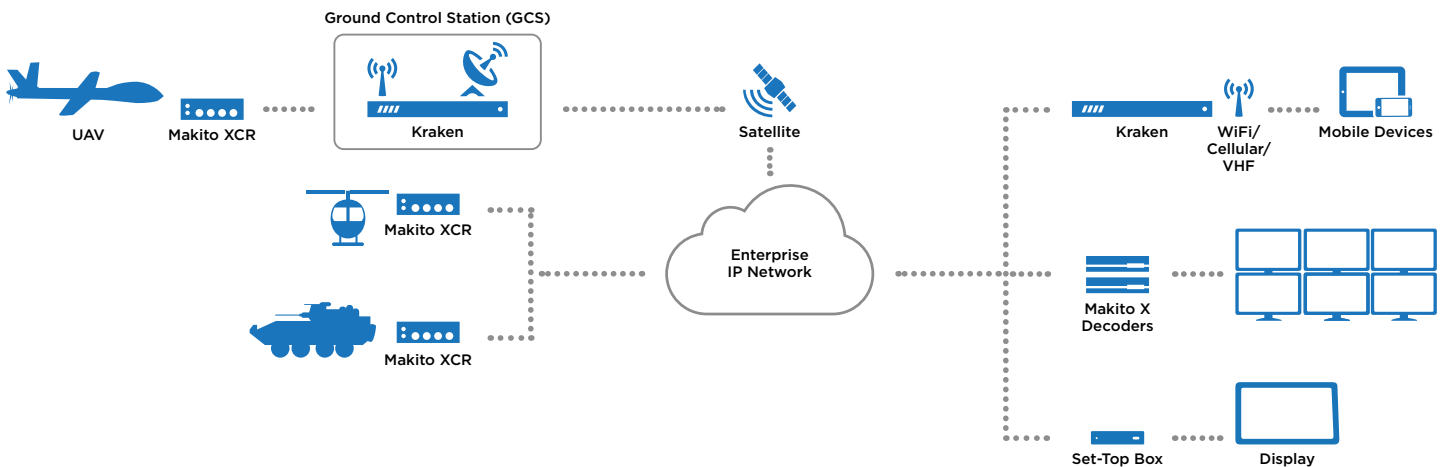 Ground Control Station (GCS)
UAV
Makito XCR
Kraken
Satellite
Kraken
WiFi/
Cellular/
VHF
Mobile Devices
Makito XCR
Enterprise
IP Network
Makito X
Decoders
Makito XCR
Set-Top Box
Display